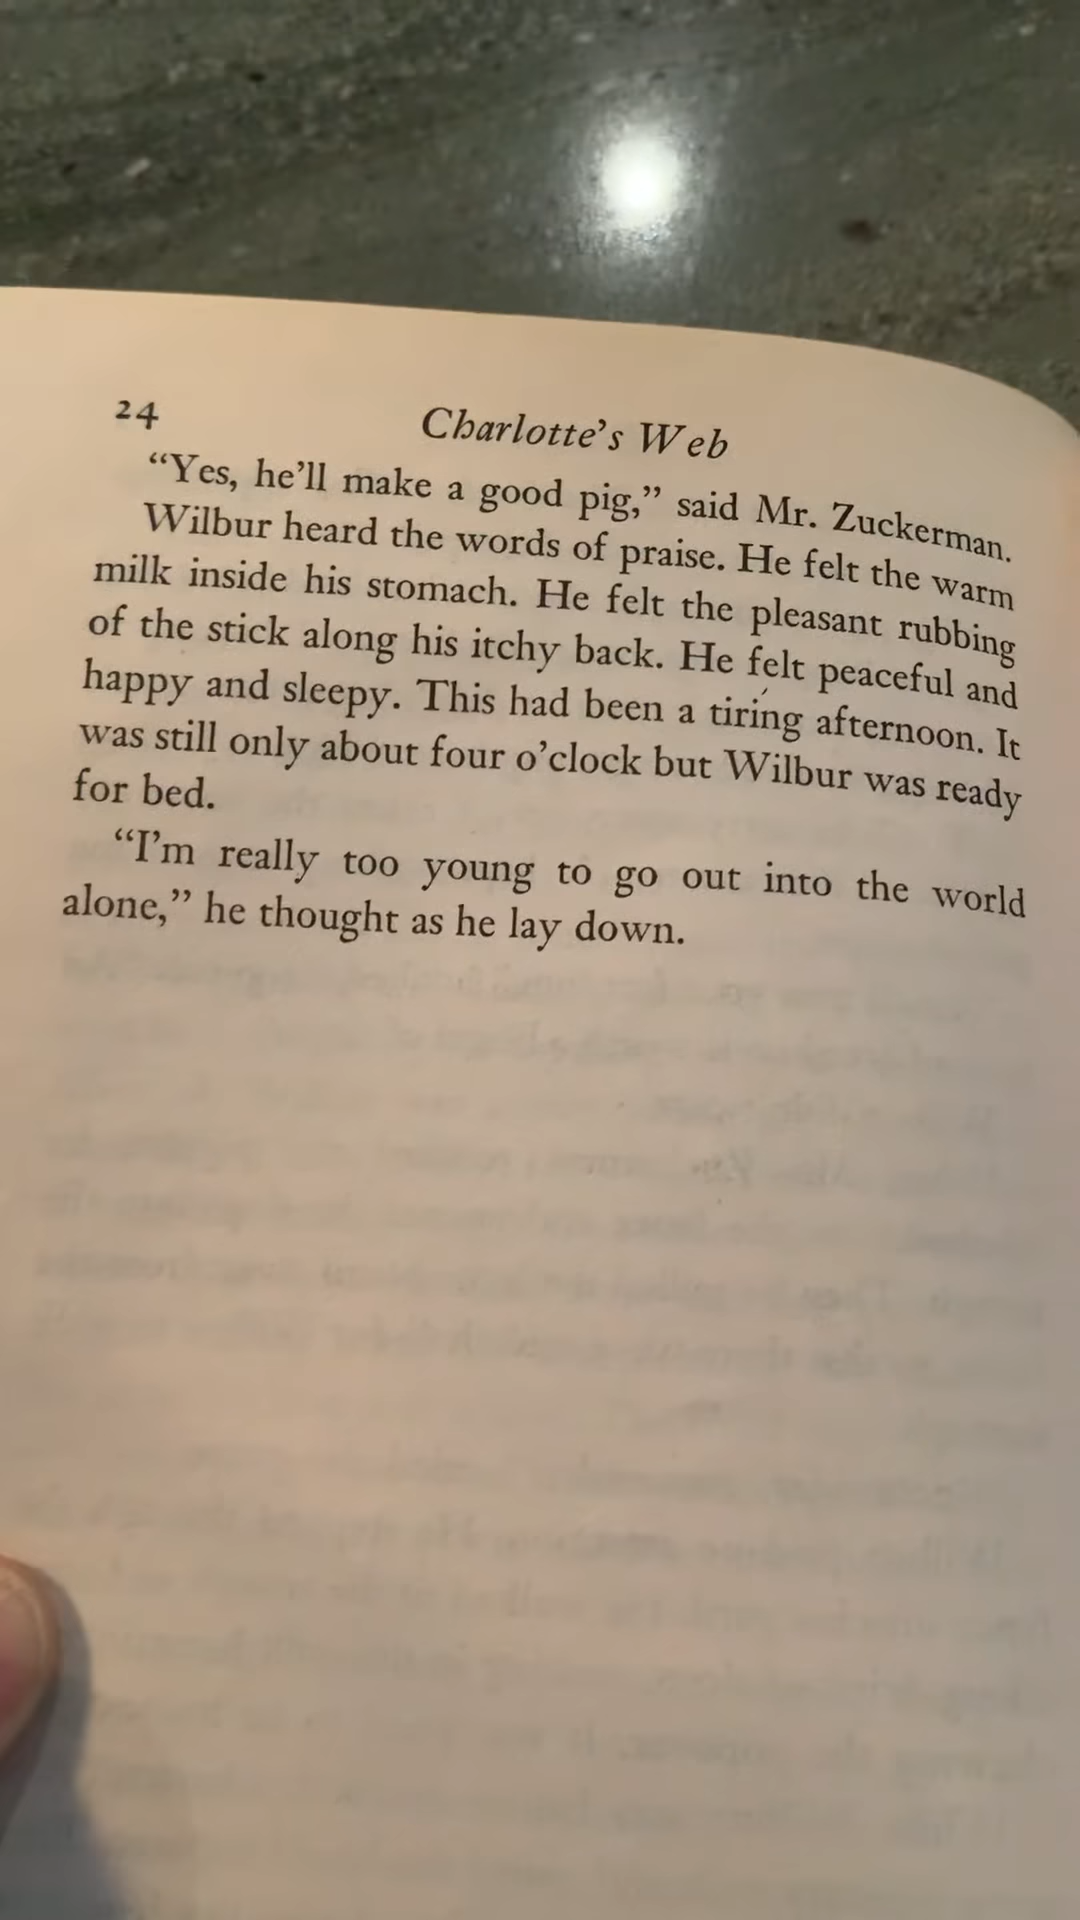 24
Charlotte's Web
“Yes, he’ll make a good pig,” said Mr. Zuckerman.
Wilbur heard the words of praise. He felt the warm
milk inside his stomach. He felt the pleasant rubbing
of the stick along his itchy back. He felt peaceful and
happy and sleepy. This had been a tiring afternoon. It
was still only about four o’clock but Wilbur was ready
for bed.
“I’m really too young to go out into the world
alone,” he thought as he lay down.